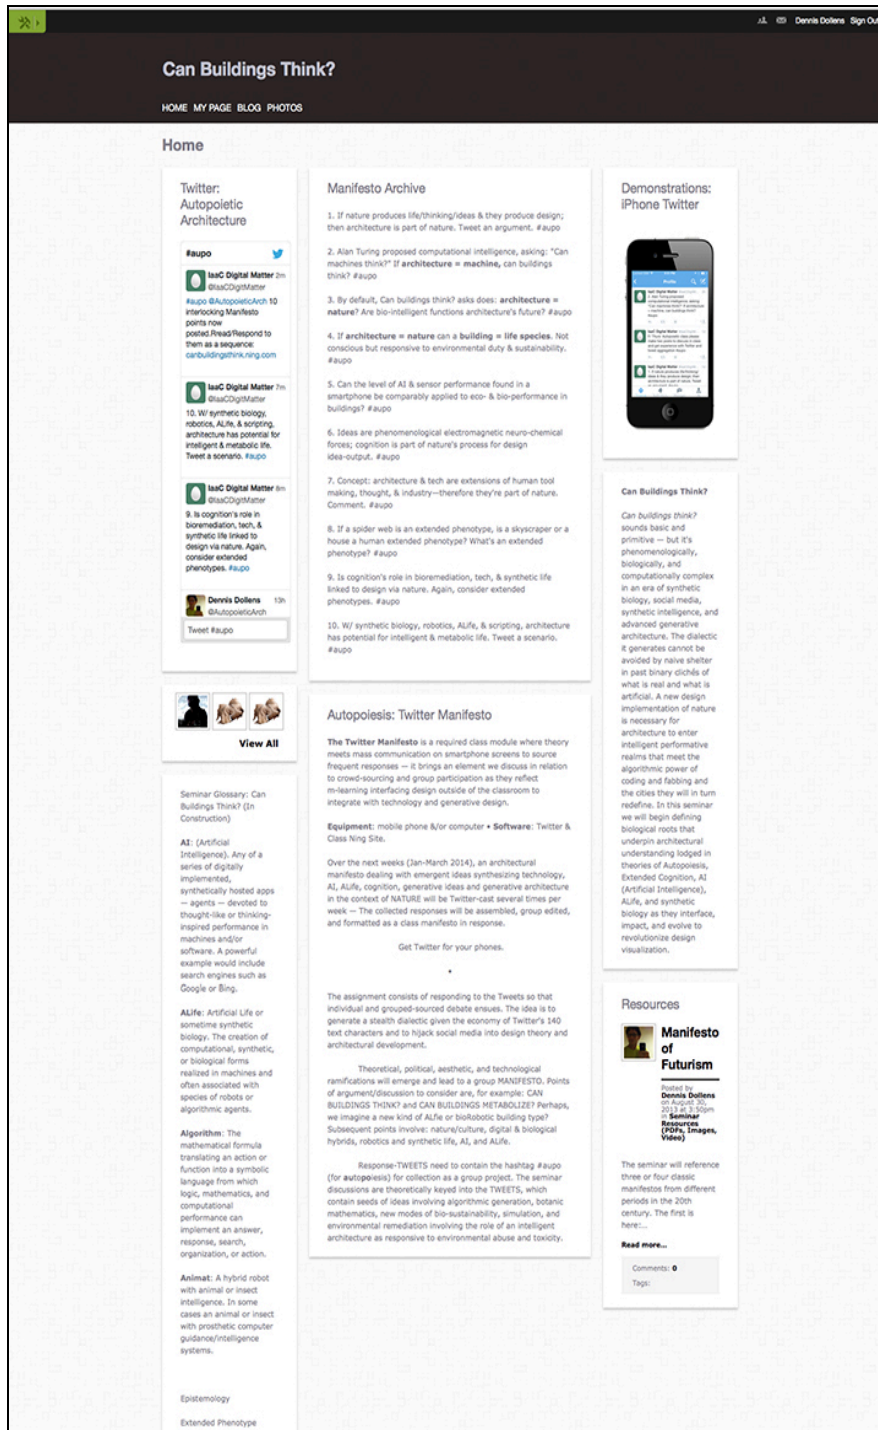 Dennis Dollens Sign Out
Can Buildings Think?
HOME MY PAGE BLOG PHOTOS
Home
Twitter:
Autopoietic
Architecture
#aupo
IaaC Digital Matter 2m
@IaaCDigitMatter
#aupo @AutopoieticArch 10
interlocking Manifesto
points now
posted.Rread/Respond to
them as a sequence:
canbuildingsthink.ning.com
IaaC Digital Matter 7m
@IaaCDigitMatter
10. W/ synthetic biology,
robotics, ALife, & scripting,
architecture has potential for
intelligent & metabolic life.
Tweet a scenario. #aupo
IaaC Digital Matter 8m
@IaaCDigitMatter
9. Is cognition's role in
bioremediation, tech, &
synthetic life linked to
design via nature. Again,
consider extended
phenotypes. #aupo
Dennis Dollens 13h
@AutopoieticArch
Tweet #aupo
View All
Seminar Glossary: Can
Buildings Think? (In
Construction)
AI: (Artificial
Intelligence). Any of a
series of digitally
implemented,
synthetically hosted apps
— agents — devoted to
thought-like or thinking-
inspired performance in
machines and/or
software. A powerful
example would include
search engines such as
Google or Bing.
ALife: Artificial Life or
sometime synthetic
biology. The creation of
computational, synthetic,
or biological forms
realized in machines and
often associated with
species of robots or
algorithmic agents.
Algorithm: The
mathematical formula
translating an action or
function into a symbolic
language from which
logic, mathematics, and
computational
performance can
implement an answer,
response, search,
organization, or action.
Animat: A hybrid robot
with animal or insect
intelligence. In some
cases an animal or insect
with prosthetic computer
guidance/intelligence
systems.
Epistemology
Extended Phenotype
Manifesto Archive
1. If nature produces life/thinking/ideas & they produce design;
then architecture is part of nature. Tweet an argument. #aupo
2. Alan Turing proposed computational intelligence, asking: "Can
machines think?" If architecture = machine, can buildings
think? #aupo
3. By default, Can buildings think? asks does: architecture =
nature? Are bio-intelligent functions architecture's future? #aupo
4. If architecture = nature can a building = life species. Not
conscious but responsive to environmental duty & sustainability.
#aupo
5. Can the level of AI & sensor performance found in a
smartphone be comparably applied to eco- & bio-performance in
buildings? #aupo
6. Ideas are phenomenological electromagnetic neuro-chemical
forces; cognition is part of nature's process for design
idea-output. #aupo
7. Concept: architecture & tech are extensions of human tool
making, thought, & industry—therefore they're part of nature.
Comment. #aupo
8. If a spider web is an extended phenotype, is a skyscraper or a
house a human extended phenotype? What's an extended
phenotype? #aupo
9. Is cognition's role in bioremediation, tech, & synthetic life
linked to design via nature. Again, consider extended
phenotypes. #aupo
10. W/ synthetic biology, robotics, ALife, & scripting, architecture
has potential for intelligent & metabolic life. Tweet a scenario.
#aupo
Autopoiesis: Twitter Manifesto
The Twitter Manifesto is a required class module where theory
meets mass communication on smartphone screens to source
frequent responses — it brings an element we discuss in relation
to crowd-sourcing and group participation as they reflect
m-learning interfacing design outside of the classroom to
integrate with technology and generative design.
Equipment: mobile phone &/or computer • Software: Twitter &
Class Ning Site.
Over the next weeks (Jan-March 2014), an architectural
manifesto dealing with emergent ideas synthesizing technology,
AI, ALife, cognition, generative ideas and generative architecture
in the context of NATURE will be Twitter-cast several times per
week — The collected responses will be assembled, group edited,
and formatted as a class manifesto in response.
Get Twitter for your phones.
•
The assignment consists of responding to the Tweets so that
individual and grouped-sourced debate ensues. The idea is to
generate a stealth dialectic given the economy of Twitter's 140
text characters and to hijack social media into design theory and
architectural development.
Theoretical, political, aesthetic, and technological
ramifications will emerge and lead to a group MANIFESTO. Points
of argument/discussion to consider are, for example: CAN
BUILDINGS THINK? and CAN BUILDINGS METABOLIZE? Perhaps,
we imagine a new kind of ALfie or bioRobotic building type?
Subsequent points involve: nature/culture, digital & biological
hybrids, robotics and synthetic life, AI, and ALife.
Response-TWEETS need to contain the hashtag #aupo
(for autopoiesis) for collection as a group project. The seminar
discussions are theoretically keyed into the TWEETS, which
contain seeds of ideas involving algorithmic generation, botanic
mathematics, new modes of bio-sustainability, simulation, and
environmental remediation involving the role of an intelligent
architecture as responsive to environmental abuse and toxicity.
Demonstrations:
iPhone Twitter
Profile
Can Buildings Think?
Can buildings think?
sounds basic and
primitive — but it's
phenomenologically,
biologically, and
computationally complex
in an era of synthetic
biology, social media,
synthetic intelligence, and
advanced generative
architecture. The dialectic
it generates cannot be
avoided by naive shelter
in past binary clichés of
what is real and what is
artificial. A new design
implementation of nature
is necessary for
architecture to enter
intelligent performative
realms that meet the
algorithmic power of
coding and fabbing and
the cities they will in turn
redefine. In this seminar
we will begin defining
biological roots that
underpin architectural
understanding lodged in
theories of Autopoiesis,
Extended Cognition, AI
(Artificial Intelligence),
ALife, and synthetic
biology as they interface,
impact, and evolve to
revolutionize design
visualization.
Resources
Manifesto
of
Futurism
Posted by
Dennis Dollens
on August 30,
2013 at 3:50pm
in Seminar
Resources
(PDFs, Images,
Video)
The seminar will reference
three or four classic
manifestos from different
periods in the 20th
century. The first is
here:...
Read more...
Comments: 0
Tags: